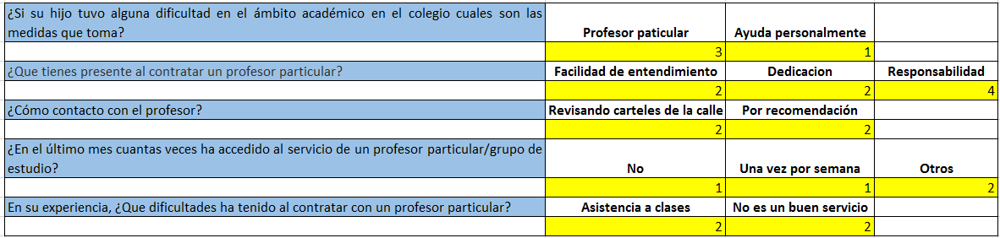 ¿Si su hijo tuvo alguna dificultad en el ámbito académico en el colegio cuales son las
medidas que toma? Profesor paticular Ayuda personalmente
3 1
¿Que tienes presente al contratar un profesor particular? Facilidad de entendimiento Dedicacion Responsabilidad
2 2 4
¿Cómo contacto con el profesor? Revisando carteles de la calle Por recomendación
2 2
¿En el último mes cuantas veces ha accedido al servicio de un profesor particular/grupo de
estudio? No Una vez por semana Otros
1 1 2
En su experiencia, ¿Que dificultades ha tenido al contratar con un profesor particular? Asistencia a clases No es un buen servicio
2 2